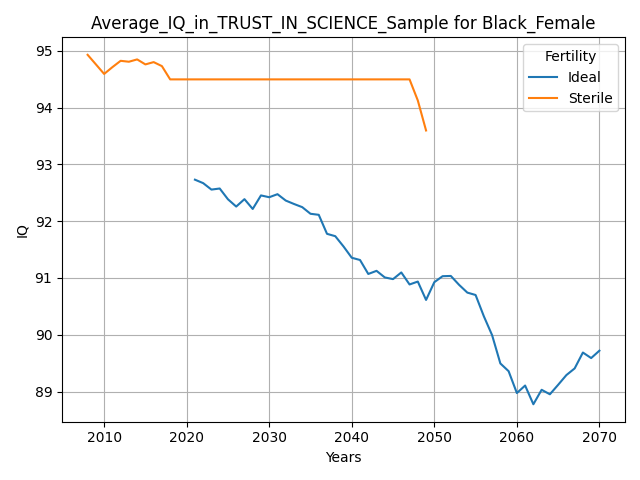 Average_IQ_in_TRUST_IN_SCIENCE_Sample for Black_Female
Fertility
Ideal
Sterile
IQ
95
94
93
92
91
90
89
2010 2020 2030 2040 2050 2060 2070
Years